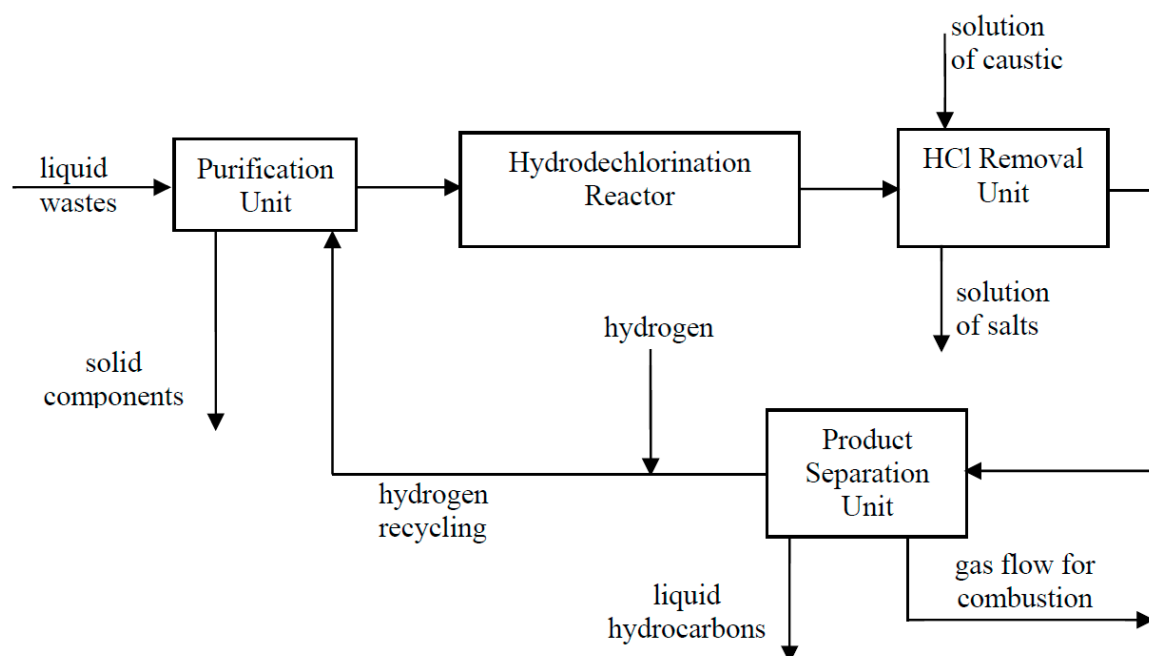 solution
of caustic
liquid
wastes
Purification
Unit
Hydrodechlorination
Reactor
HCl Removal
Unit
solid
components
hydrogen
solution
of salts
hydrogen
recycling
Product
Separation
Unit
liquid
hydrocarbons
gas flow for
combustion